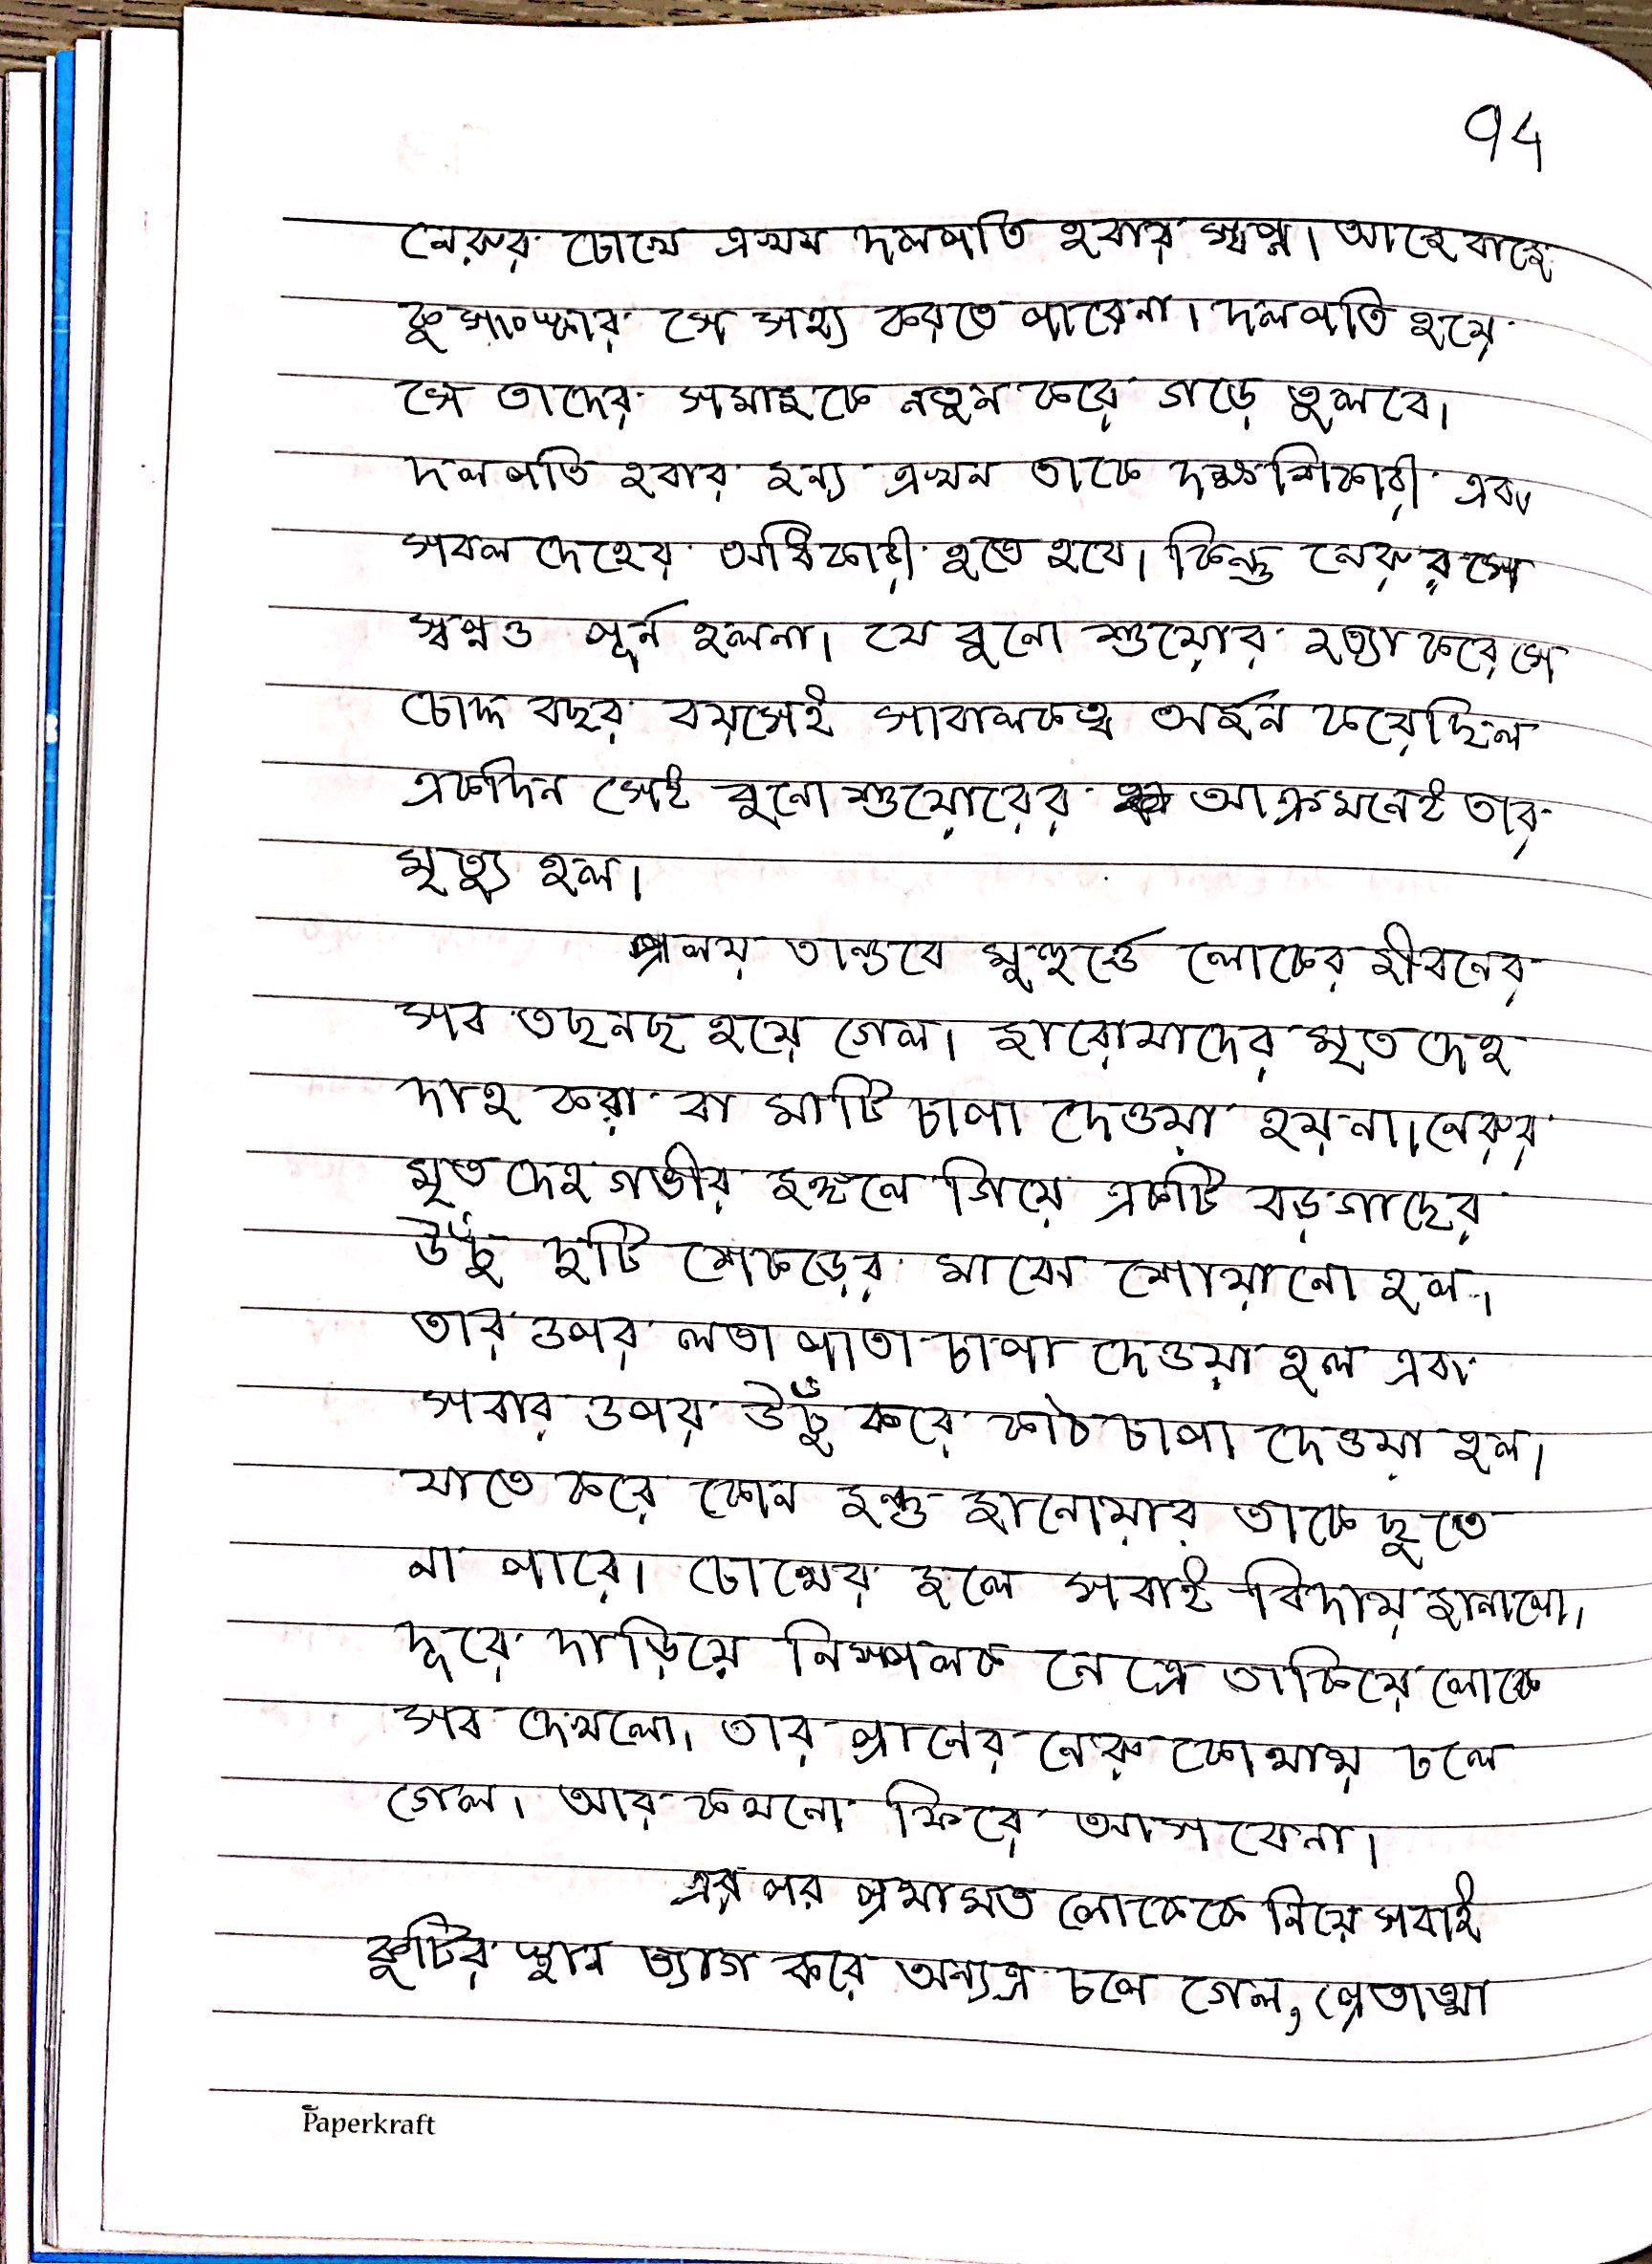 94
নেরুর চোখে এখন দলপতি হবার স্বপ্ন। আরে বারে
কুসংস্কার সে সহ্য করতে পারেনা। দলপতি হয়ে
সে তাদের সমাজকে নতুন করে গড়ে তুলবে।
দলপতি হবার জন্য এখন তাকে দক্ষ শিকারী এবং
সবল দেহের অধিকারী হতে হবে। কিন্তু নেরুর সে
স্বপ্নও পূর্ন হলনা। যে বুনো শুয়োর হত্যা করে সে
চোদ্দ বছর বয়সেই সাবালকত্ব অর্জন করেছিল
একদিন সেই বুনো শুয়োরের আক্রমনেই তার
মৃত্যু হল।
প্রলয় তান্ডবে মুহুর্ত্তে লোকের জীবনের
সব তছনছ হয়ে গেল। জারোয়াদের মৃত দেহ
দাহ করা বা মাটি চাপা দেওয়া হয় না। নেরুর
মৃত দেহ গভীর জঙ্গলে গিয়ে একটি বড় গাছের
উঁচু দুটি শেকড়ের মাঝে শোয়ানো হল।
তার ওপর লতা পাতা চাপা দেওয়া হল এবং
সবার ওপর উঁচু করে কাঠ চাপা দেওয়া হল।
যাতে করে কোন জন্তু জানোয়ার তাকে ছুতে
না পারে। চোখের জলে সবাই বিদায় জানালো।
দূরে দাড়িয়ে নিস্পলক নেত্রে তাকিয়ে লোকে
সব দেখলো। তার প্রানের নেরু কোথায় চলে
গেল। আর কখনো ফিরে আসবেনা।
এর পর প্রথামত লোকেকে নিয়ে সবাই
কুটির স্থান ত্যাগ করে অন্যত্র চলে গেল, প্রেতাত্মা
Paperkraft